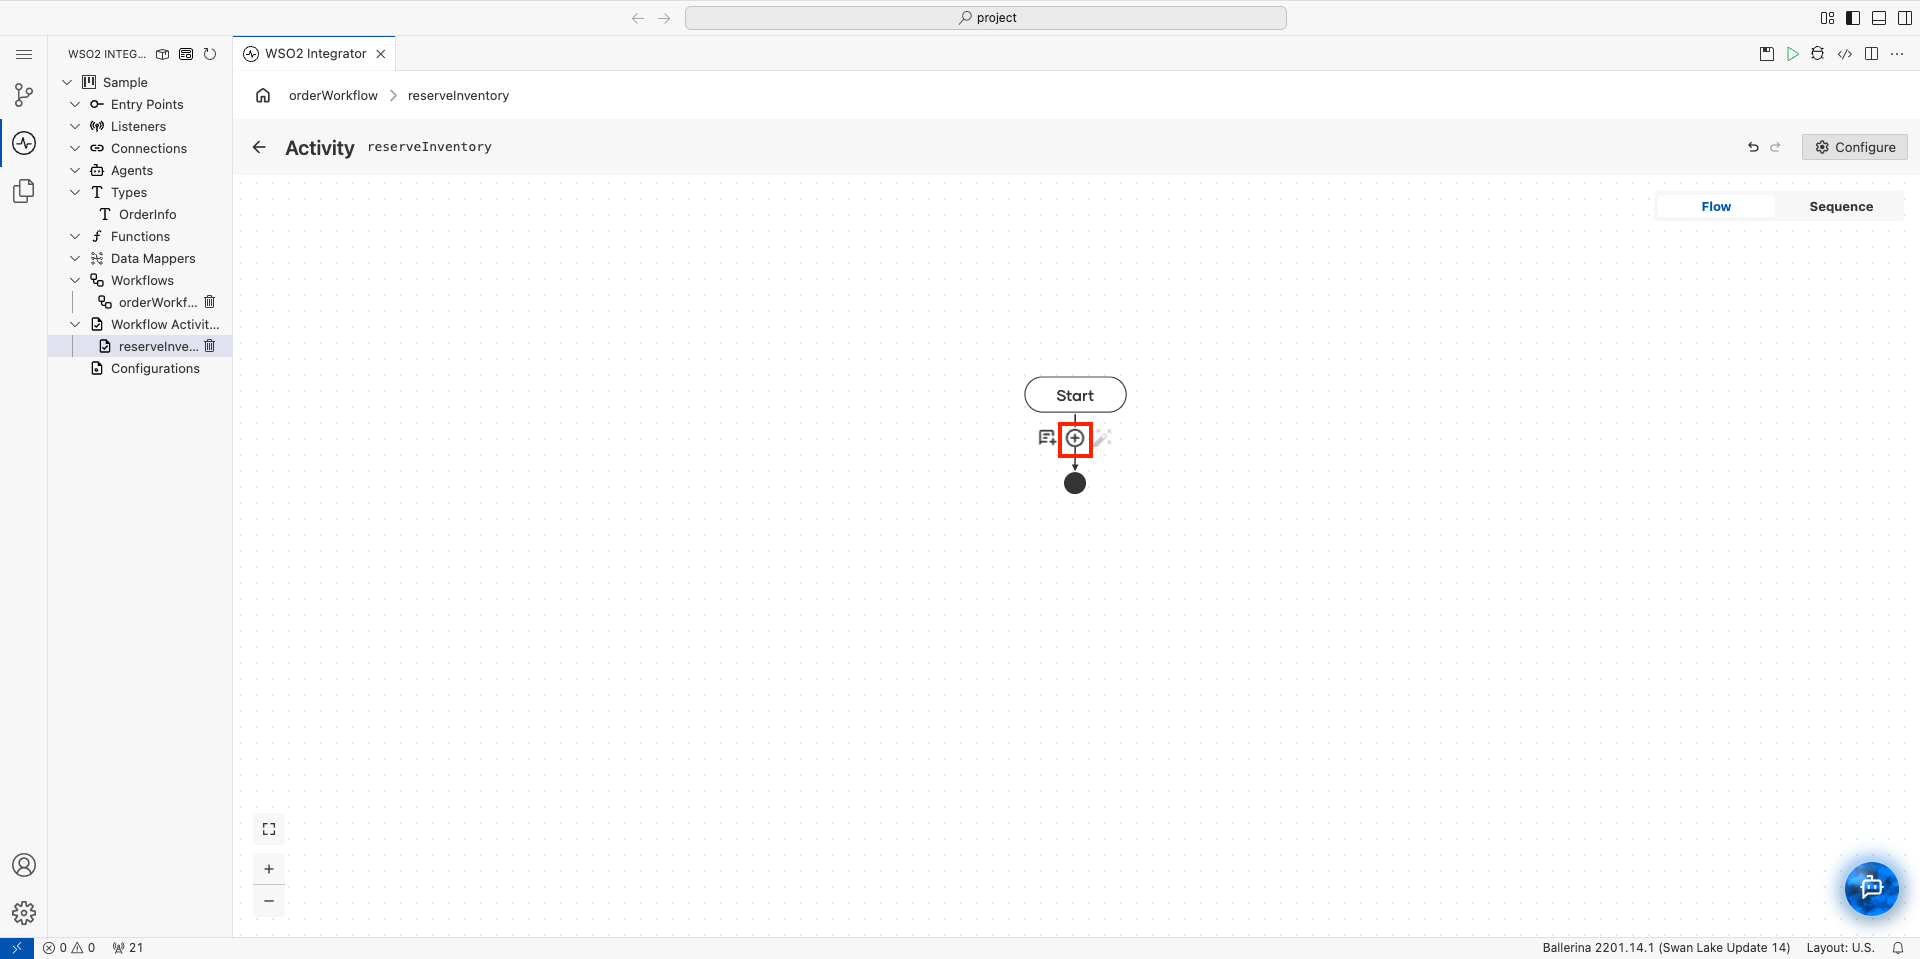 project
WSO2 INTEG...
WSO2 Integrator
Sample
Entry Points
Listeners
Connections
Agents
Types
OrderInfo
Functions
Data Mappers
Workflows
orderWorkf...
Workflow Activit...
reserveInve...
Configurations
orderWorkflow > reserveInventory
Activity reserveInventory
Configure
Flow
Sequence
Start
0 0 21
Ballerina 2201.14.1 (Swan Lake Update 14) Layout: U.S.